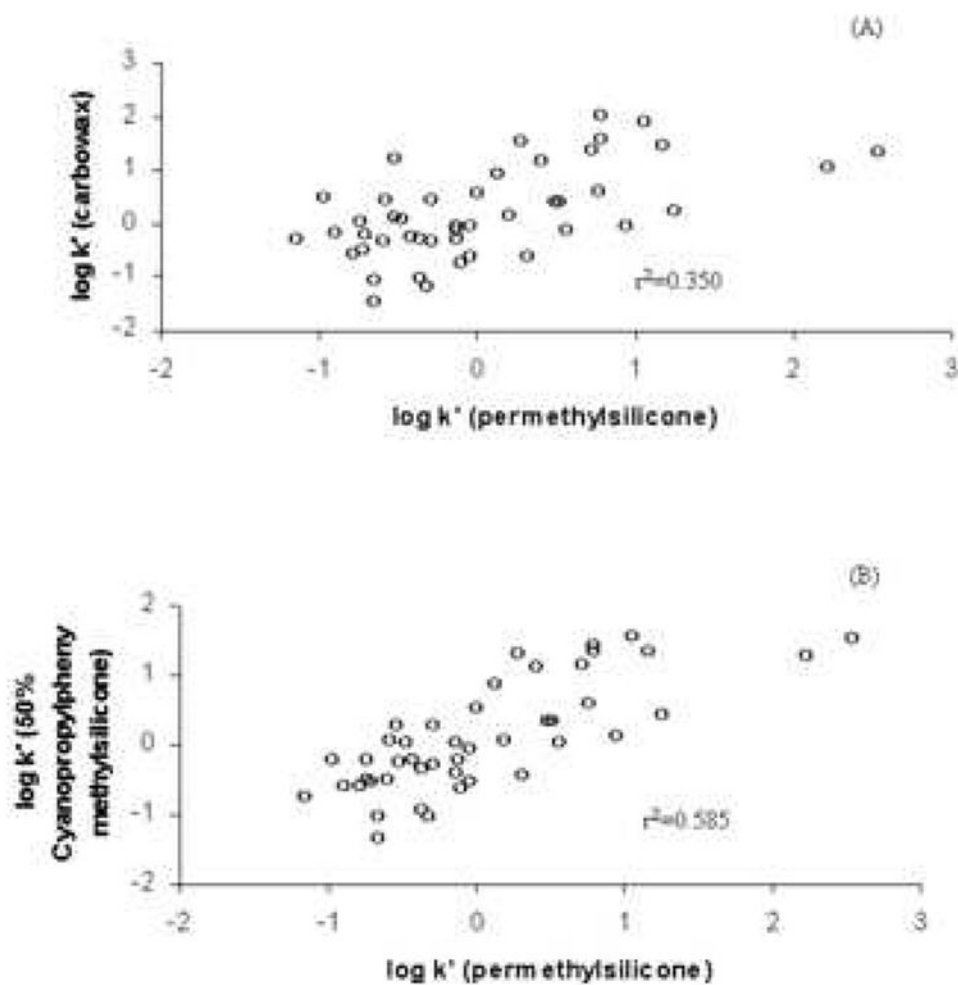 (A)
3
2
1
0
-1
-2
log k' (carbowax)
r²=0.350
-2 -1 0 1 2 3
log k' (permethylsilicone)
(B)
2
1
0
-1
-2
log k' (50%
Cyanopropylpheny
methylsilicone)
r²=0.585
-2 -1 0 1 2 3
log k' (permethylsilicone)